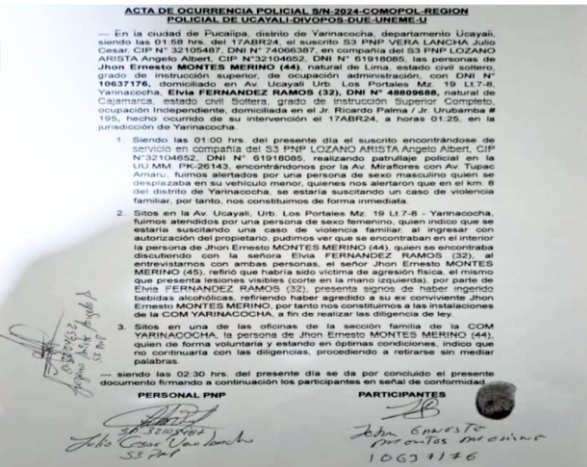 ACTA DE OCURRENCIA POLICIAL S/N-2024-COMOPOL-REGION
POLICIAL DE UCAYALI-DIVOPOS-DUE-UNEME-U
--- En la ciudad de Pucallpa, distrito de Yarinacocha, departamento Ucayali,
siendo las 01:58 hrs. del 17ABR24, el suscrito S3 PNP VERA LANCHA Julio
Cesar, CIP N° 32105487, DNI N° 74066387, en compañía del S3 PNP LOZANO
ARISTA Angelo Albert, CIP N°32104652, DNI N° 61918085, las personas de
Jhon Ernesto MONTES MERINO (44), natural de Lima, estado civil soltero,
grado de instrucción superior, de ocupación administración, con DNI N°
10637176, domiciliado en Av. Ucayali Urb. Los Portales Mz. 19 Lt.7-8
Yarinacocha, Elvia FERNANDEZ RAMOS (32), DNI N° 48809688, natural de
Cajamarca, estado civil Soltera, grado de instrucción Superior Completo,
ocupación Independiente, domiciliada en el Jr. Ricardo Palma / Jr. Urubamba #
195, hecho ocurrido de su intervención el 17ABR24, a horas 01:25, en la
jurisdicción de Yarinacocha.
1. Siendo las 01:00 hrs. del presente día el suscrito encontrándose de
servicio en compañía del S3 PNP LOZANO ARISTA Angelo Albert, CIP
N°32104652, DNI N° 61918085, realizando patrullaje policial en la
UU.MM. PK-26143, encontrándonos por la Av. Miraflores con Av. Tupac
Amaru, fuimos alertados por una persona de sexo masculino quien se
desplazaba en su vehículo menor, quienes nos alertaron que en el km. 8
del distrito de Yarinacocha, se estaría suscitando un caso de violencia
familiar, por tanto, nos constituimos de forma inmediata.
2. Sitos en la Av. Ucayali, Urb. Los Portales Mz. 19 Lt.7-8 - Yarinacocha,
fuimos atendidos por una persona de sexo femenino, quien indico que se
estaría suscitando una caso de violencia familiar, al ingresar con
autorización del propietario, pudimos ver que se encontraban en el interior
la persona de Jhon Ernesto MONTES MERINO (44), quien se encontraba
discutiendo con la señora Elvia FERNANDEZ RAMOS (32), al
entrevistarnos con ambas personas, el señor Jhon Ernesto MONTES
MERINO (45), refirió que habría sido víctima de agresión física, el mismo
que presenta lesiones visibles (corte en la mano izquierda), por parte de
Elvia FERNANDEZ RAMOS (32), presenta signos de haber ingerido
bebidas alcohólicas, refiriendo haber agredido a su ex conviviente Jhon
Ernesto MONTES MERINO, por tanto nos constituimos a las instalaciones
de la COM YARINACOCHA, a fin de realizar las diligencia de ley.
3. Sitos en una de las oficinas de la sección familia de la COM
YARINACOCHA, la persona de Jhon Ernesto MONTES MERINO (44),
quien de forma voluntaria y estando en óptimas condiciones, indico que
no continuaría con las diligencias, procediendo a retirarse sin mediar
palabras.
siendo las 02:30 hrs. del presente día se da por concluido el presente
documento firmando a continuación los participantes en señal de conformidad
PERSONAL PNP
PARTICIPANTES
Julio Cesar
S3 PNP
John Ernesto
Montes Merino
10637176
Angelo A
S3 PNP